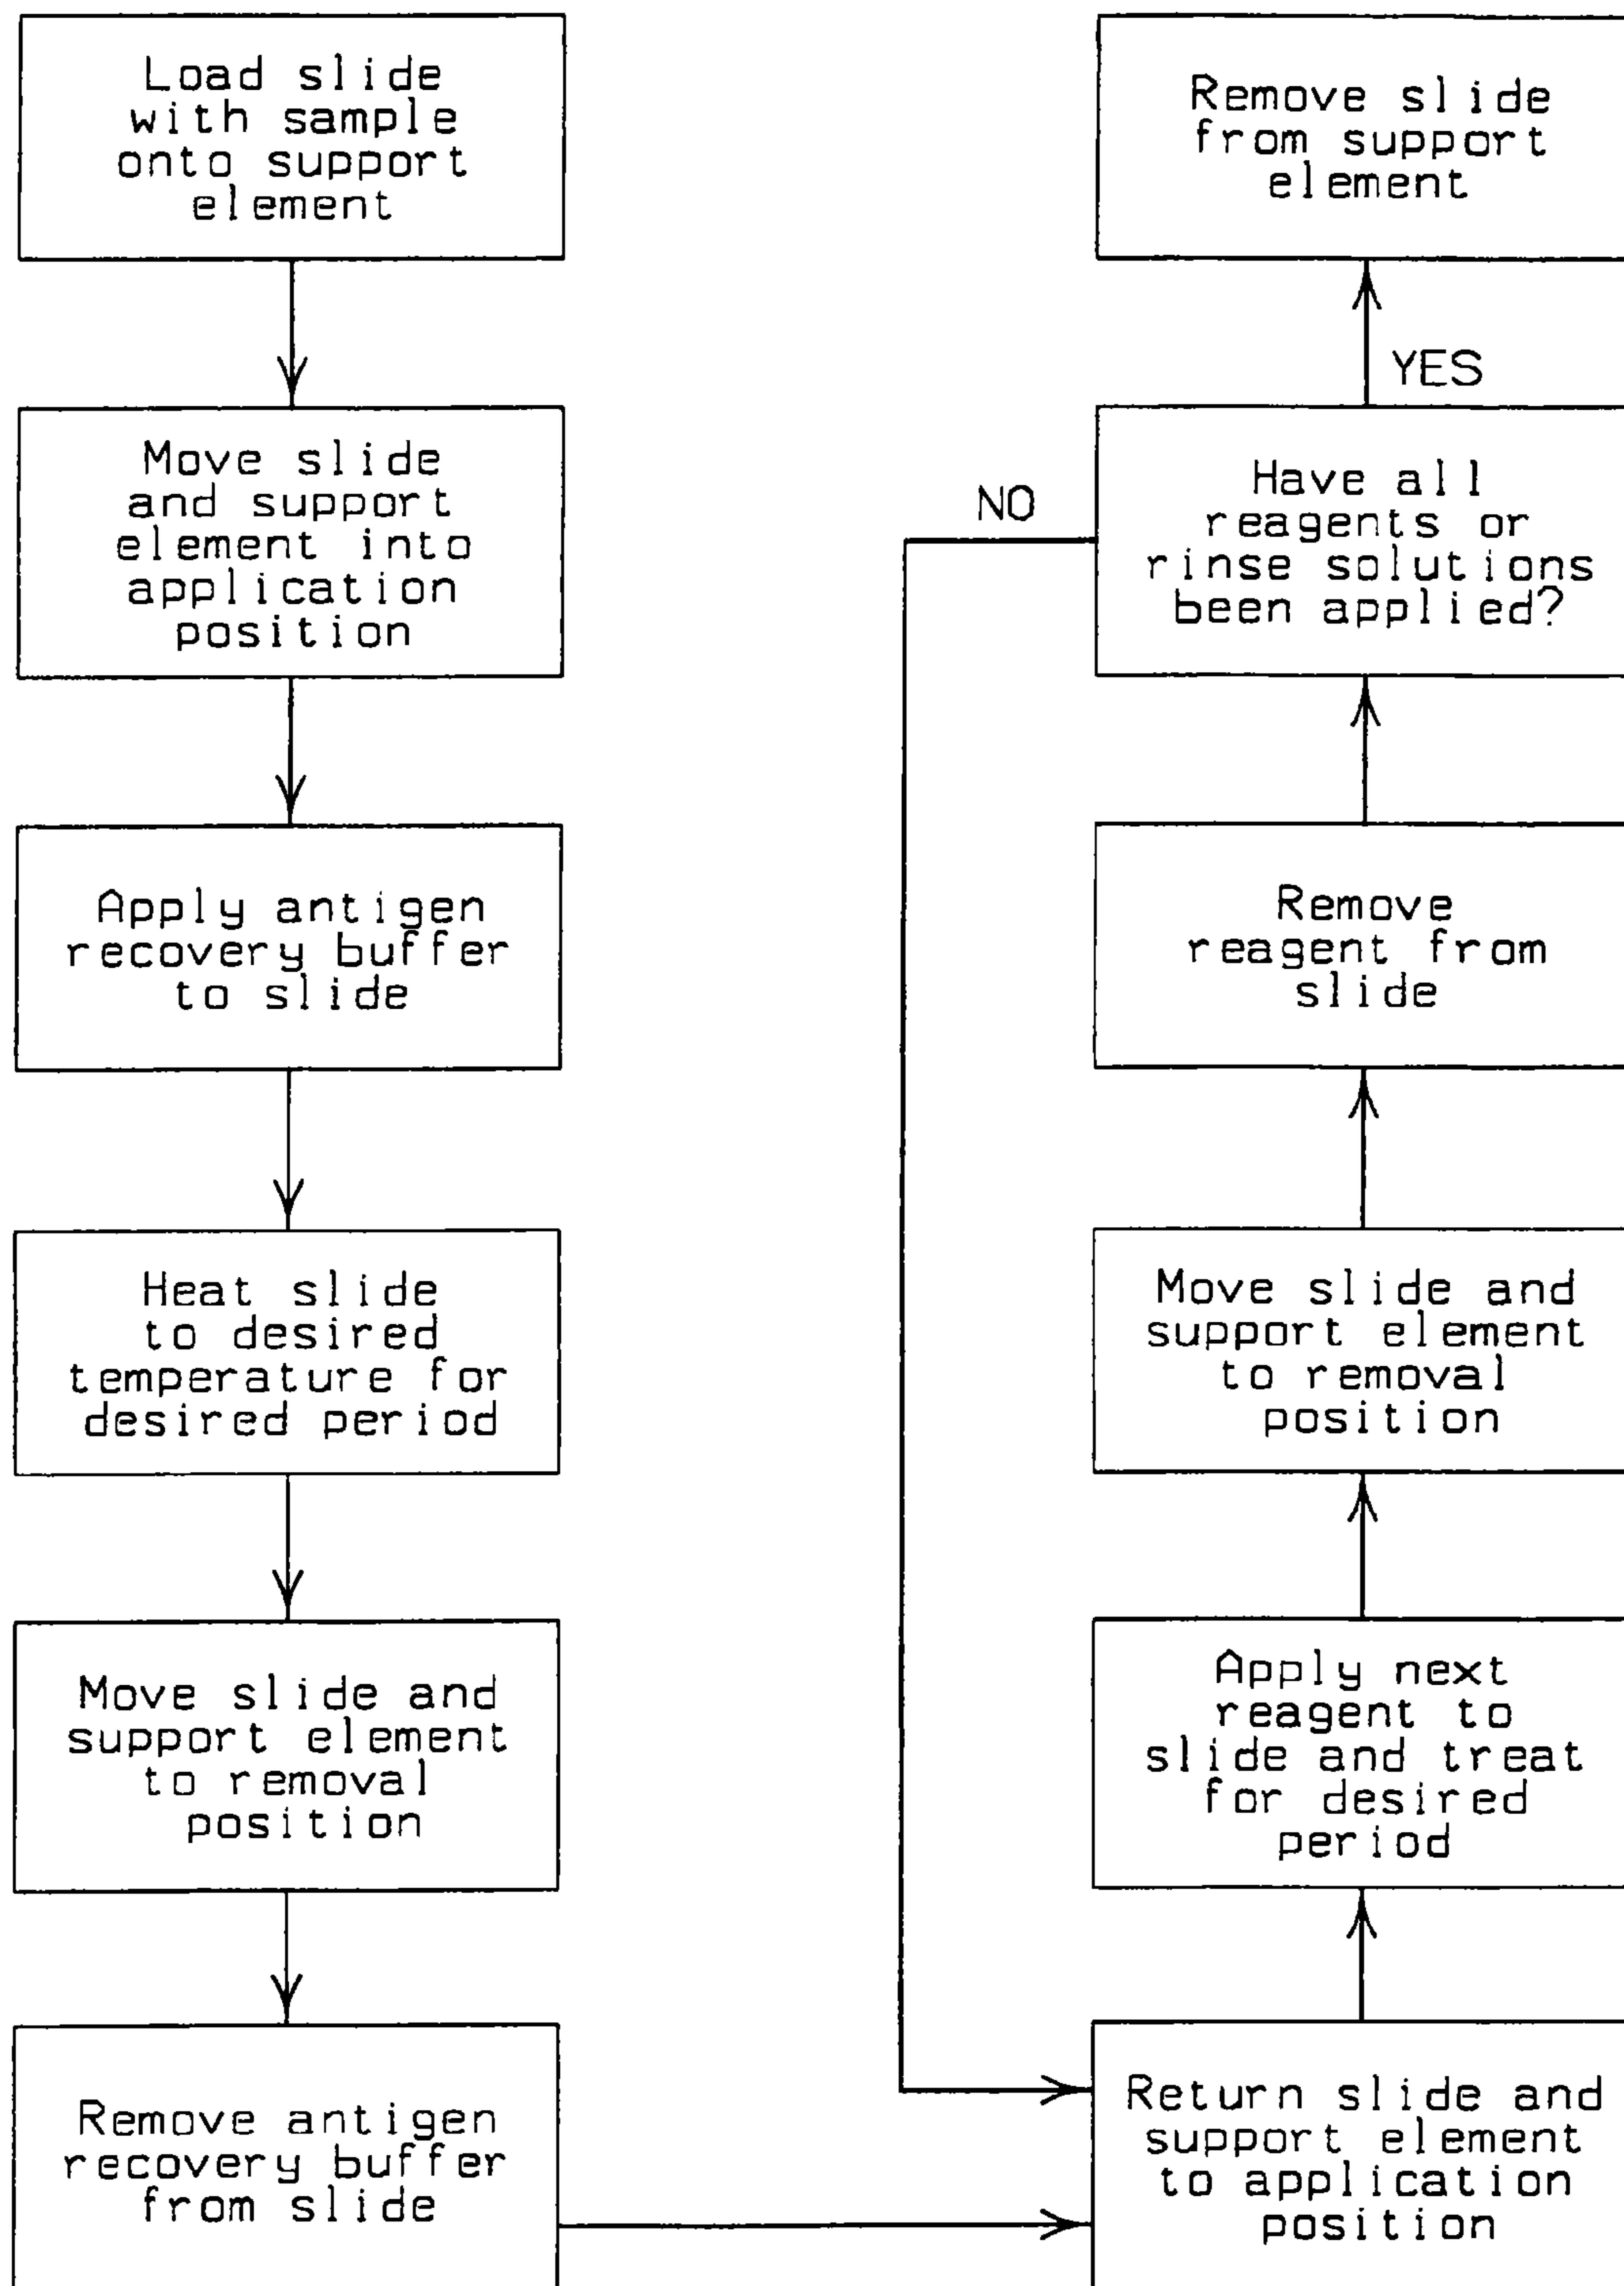 Load slide
with sample
onto support
element
Move slide
and support
element into
application
position
Apply antigen
recovery buffer
to slide
Heat slide
to desired
temperature for
desired period
Move slide and
support element
to removal
position
Remove antigen
recovery buffer
from slide
Return slide and
support element
to application
position
Apply next
reagent to
slide and treat
for desired
period
Move slide and
support element
to removal
position
Remove
reagent from
slide
Have all
reagents or
rinse solutions
been applied?
NO
YES
Remove slide
from support
element